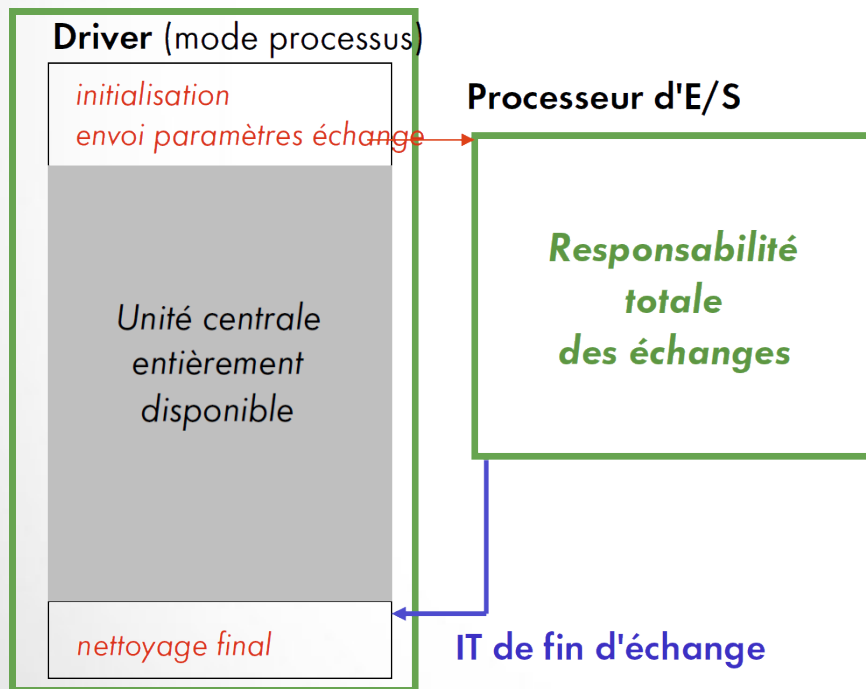 Driver (mode processus)
initialisation
envoi paramètres échange
Processeur d'E/S
Responsabilité
totale
des échanges
Unité centrale
entièrement
disponible
nettoyage final
IT de fin d'échange